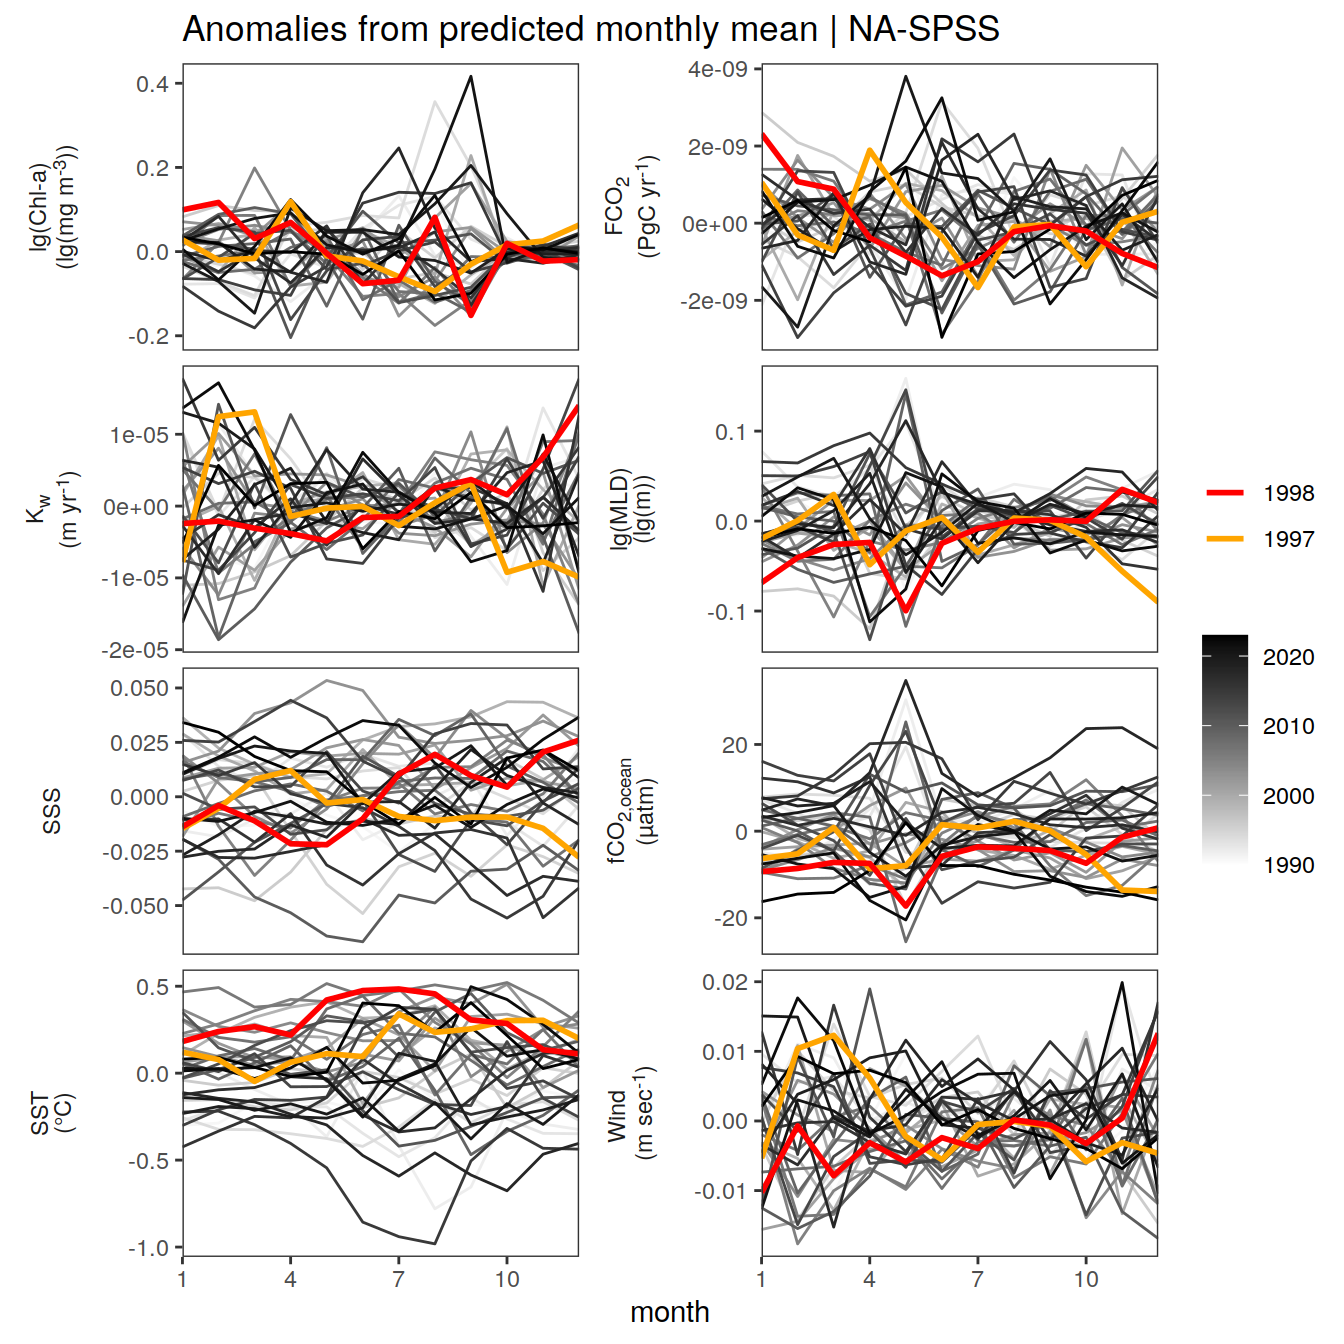 Anomalies from predicted monthly mean | NA-SPSS
lg(Chl-a)
(lg(mg m⁻³))
0.4
0.2
0.0
-0.2
FCO₂
(PgC yr⁻¹)
4e-09
2e-09
0e+00
-2e-09
K_w
(m yr⁻¹)
1e-05
0e+00
-1e-05
-2e-05
lg(MLD)
(lg(m))
0.1
0.0
-0.1
SSS
0.050
0.025
0.000
-0.025
-0.050
fCO₂,ocean
(µatm)
20
0
-20
SST
(°C)
0.5
0.0
-0.5
-1.0
Wind
(m sec⁻¹)
0.02
0.01
0.00
-0.01
1 4 7 10
1 4 7 10
month
1998
1997
2020
2010
2000
1990